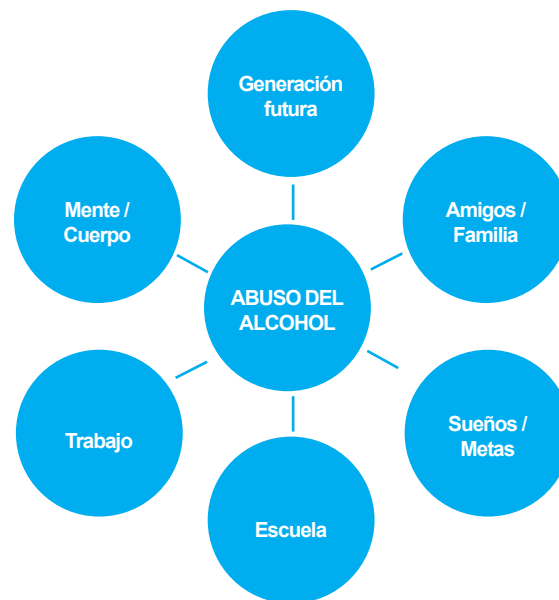 Generación
futura
Mente /
Cuerpo
Amigos /
Familia
ABUSO DEL
ALCOHOL
Trabajo
Sueños /
Metas
Escuela